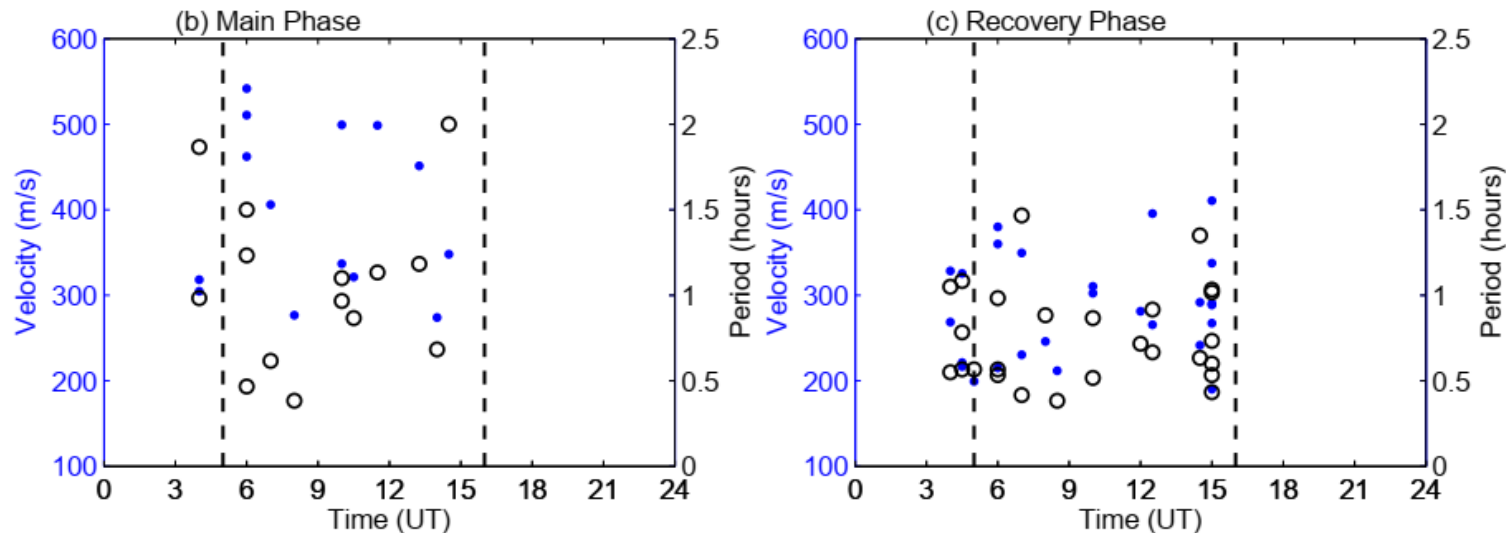 (b) Main Phase
600
500
400
300
200
100
Velocity (m/s)
2.5
2
1.5
1
0.5
0
Period (hours)
0 3 6 9 12 15 18 21 24
Time (UT)
(c) Recovery Phase
600
500
400
300
200
100
Velocity (m/s)
2.5
2
1.5
1
0.5
0
Period (hours)
0 3 6 9 12 15 18 21 24
Time (UT)